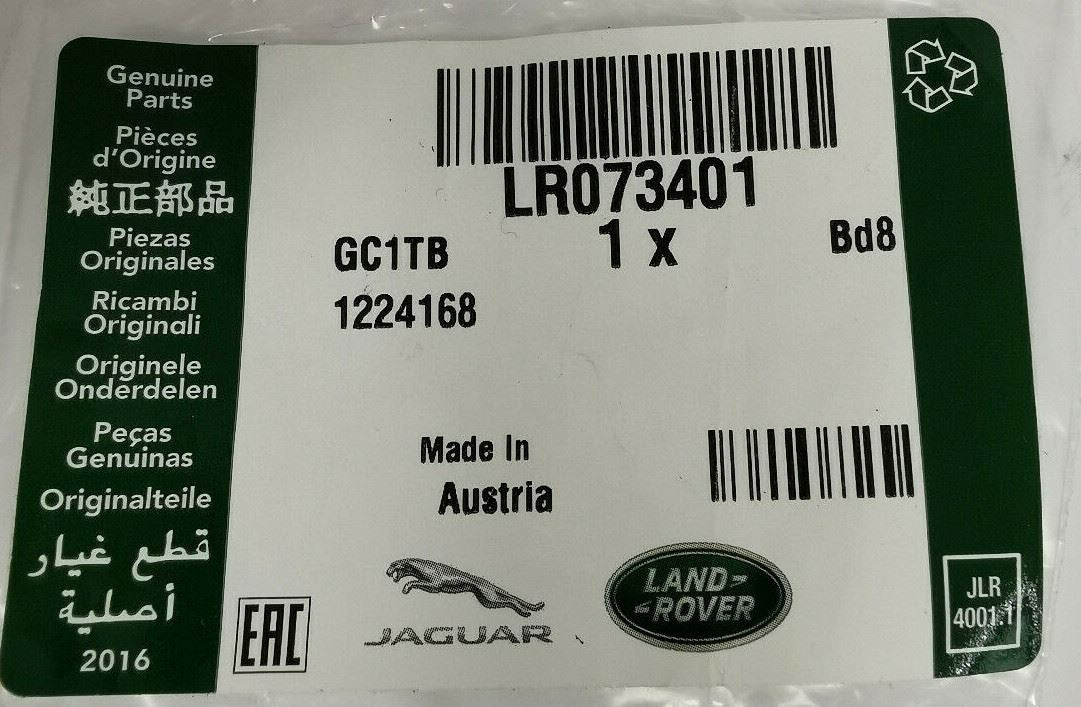 Genuine
Parts
Pièces
d'Origine
純正部品
Piezas
Originales
Ricambi
Originali
Originele
Onderdelen
Peças
Genuinas
Originalteile
قطع غيار
أصلية
2016
LR073401
GC1TB
1 x
Bd8
1224168
Made In
Austria
EAC
JAGUAR
LAND
ROVER
JLR
4001.1